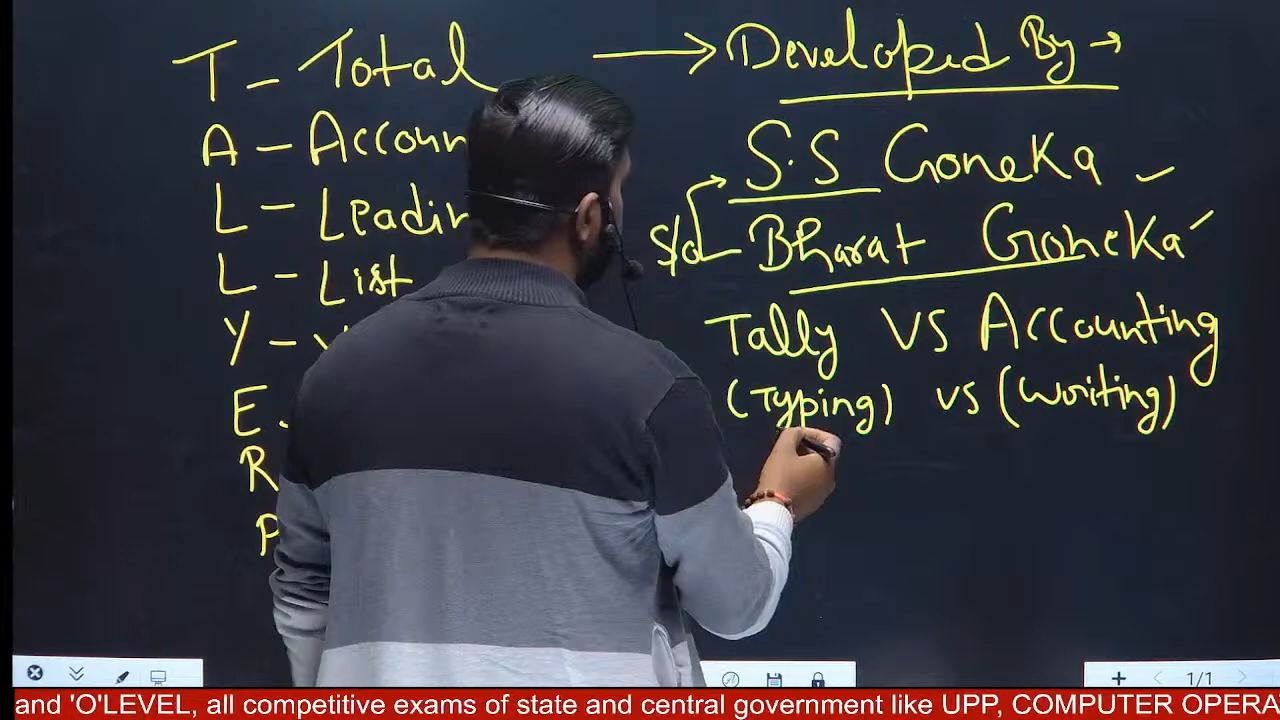 T - Total
A - Accoun
L - Leadin
L - List
Y -
E.
R
P
→ Developed By →
S.S Goneka
S/o Bharat Goneka
Tally VS Accounting
(Typing) vs (Writing)
1/1
and 'O'LEVEL, all competitive exams of state and central government like UPP, COMPUTER OPERA